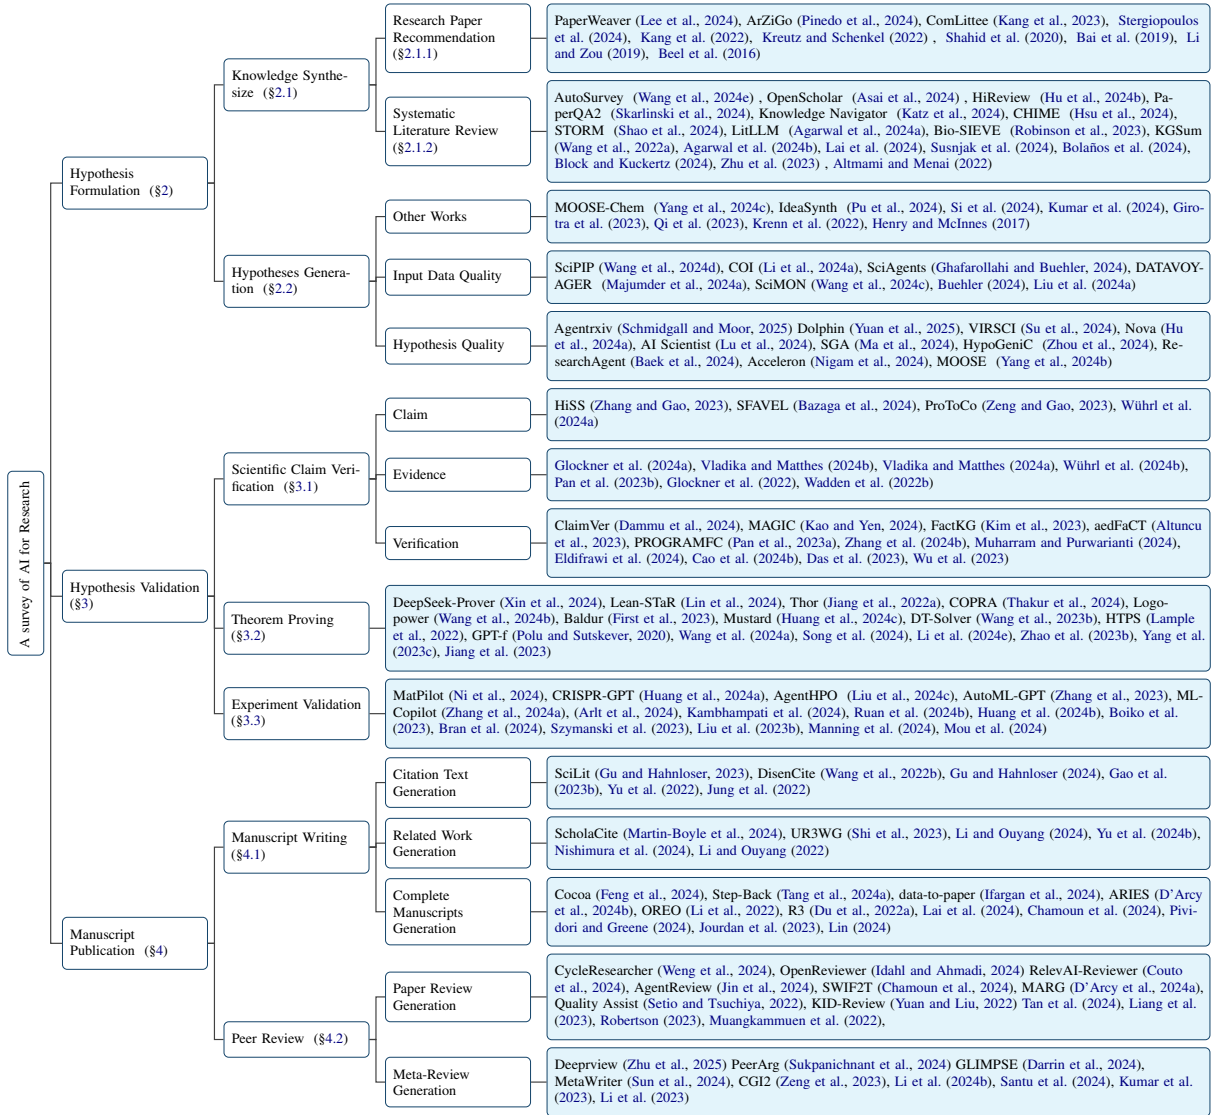 A survey of AI for Research
Hypothesis
Formulation (§2)
Knowledge Synthe-
size (§2.1)
Research Paper
Recommendation
(§2.1.1)
PaperWeaver (Lee et al., 2024), ArZiGo (Pinedo et al., 2024), ComLittee (Kang et al., 2023), Stergiopoulos
et al. (2024), Kang et al. (2022), Kreutz and Schenkel (2022) , Shahid et al. (2020), Bai et al. (2019), Li
and Zou (2019), Beel et al. (2016)
Systematic
Literature Review
(§2.1.2)
AutoSurvey (Wang et al., 2024e) , OpenScholar (Asai et al., 2024) , HiReview (Hu et al., 2024b), Pa-
perQA2 (Skarlinski et al., 2024), Knowledge Navigator (Katz et al., 2024), CHIME (Hsu et al., 2024),
STORM (Shao et al., 2024), LitLLM (Agarwal et al., 2024a), Bio-SIEVE (Robinson et al., 2023), KGSum
(Wang et al., 2022a), Agarwal et al. (2024b), Lai et al. (2024), Susnjak et al. (2024), Bolaños et al. (2024),
Block and Kuckertz (2024), Zhu et al. (2023) , Altmami and Menai (2022)
Hypotheses Genera-
tion (§2.2)
Other Works
MOOSE-Chem (Yang et al., 2024c), IdeaSynth (Pu et al., 2024), Si et al. (2024), Kumar et al. (2024), Giro-
tra et al. (2023), Qi et al. (2023), Krenn et al. (2022), Henry and McInnes (2017)
Input Data Quality
SciPIP (Wang et al., 2024d), COI (Li et al., 2024a), SciAgents (Ghafarollahi and Buehler, 2024), DATAVOY-
AGER (Majumder et al., 2024a), SciMON (Wang et al., 2024c), Buehler (2024), Liu et al. (2024a)
Hypothesis Quality
Agentrxiv (Schmidgall and Moor, 2025) Dolphin (Yuan et al., 2025), VIRSCI (Su et al., 2024), Nova (Hu
et al., 2024a), AI Scientist (Lu et al., 2024), SGA (Ma et al., 2024), HypoGeniC (Zhou et al., 2024), Re-
searchAgent (Baek et al., 2024), Acceleron (Nigam et al., 2024), MOOSE (Yang et al., 2024b)
Hypothesis Validation
(§3)
Scientific Claim Veri-
fication (§3.1)
Claim
HiSS (Zhang and Gao, 2023), SFAVEL (Bazaga et al., 2024), ProToCo (Zeng and Gao, 2023), Wührl et al.
(2024a)
Evidence
Glockner et al. (2024a), Vladika and Matthes (2024b), Vladika and Matthes (2024a), Wührl et al. (2024b),
Pan et al. (2023b), Glockner et al. (2022), Wadden et al. (2022b)
Verification
ClaimVer (Dammu et al., 2024), MAGIC (Kao and Yen, 2024), FactKG (Kim et al., 2023), aedFaCT (Altuncu
et al., 2023), PROGRAMFC (Pan et al., 2023a), Zhang et al. (2024b), Muharram and Purwarianti (2024),
Eldifrawi et al. (2024), Cao et al. (2024b), Das et al. (2023), Wu et al. (2023)
Theorem Proving
(§3.2)
DeepSeek-Prover (Xin et al., 2024), Lean-STaR (Lin et al., 2024), Thor (Jiang et al., 2022a), COPRA (Thakur et al., 2024), Logo-
power (Wang et al., 2024b), Baldur (First et al., 2023), Mustard (Huang et al., 2024c), DT-Solver (Wang et al., 2023b), HTPS (Lample
et al., 2022), GPT-f (Polu and Sutskever, 2020), Wang et al. (2024a), Song et al. (2024), Li et al. (2024e), Zhao et al. (2023b), Yang et al.
(2023c), Jiang et al. (2023)
Experiment Validation
(§3.3)
MatPilot (Ni et al., 2024), CRISPR-GPT (Huang et al., 2024a), AgentHPO (Liu et al., 2024c), AutoML-GPT (Zhang et al., 2023), ML-
Copilot (Zhang et al., 2024a), (Arlt et al., 2024), Kambhampati et al. (2024), Ruan et al. (2024b), Huang et al. (2024b), Boiko et al.
(2023), Bran et al. (2024), Szymanski et al. (2023), Liu et al. (2023b), Manning et al. (2024), Mou et al. (2024)
Manuscript
Publication (§4)
Manuscript Writing
(§4.1)
Citation Text
Generation
SciLit (Gu and Hahnloser, 2023), DisenCite (Wang et al., 2022b), Gu and Hahnloser (2024), Gao et al.
(2023b), Yu et al. (2022), Jung et al. (2022)
Related Work
Generation
ScholaCite (Martin-Boyle et al., 2024), UR3WG (Shi et al., 2023), Li and Ouyang (2024), Yu et al. (2024b),
Nishimura et al. (2024), Li and Ouyang (2022)
Complete
Manuscripts
Generation
Cocoa (Feng et al., 2024), Step-Back (Tang et al., 2024a), data-to-paper (Ifargan et al., 2024), ARIES (D'Arcy
et al., 2024b), OREO (Li et al., 2022), R3 (Du et al., 2022a), Lai et al. (2024), Chamoun et al. (2024), Pivi-
dori and Greene (2024), Jourdan et al. (2023), Lin (2024)
Peer Review (§4.2)
Paper Review
Generation
CycleResearcher (Weng et al., 2024), OpenReviewer (Idahl and Ahmadi, 2024) RelevAI-Reviewer (Couto
et al., 2024), AgentReview (Jin et al., 2024), SWIF2T (Chamoun et al., 2024), MARG (D'Arcy et al., 2024a),
Quality Assist (Setio and Tsuchiya, 2022), KID-Review (Yuan and Liu, 2022) Tan et al. (2024), Liang et al.
(2023), Robertson (2023), Muangkammuen et al. (2022),
Meta-Review
Generation
Deeprview (Zhu et al., 2025) PeerArg (Sukpanichnant et al., 2024) GLIMPSE (Darrin et al., 2024),
MetaWriter (Sun et al., 2024), CGI2 (Zeng et al., 2023), Li et al. (2024b), Santu et al. (2024), Kumar et al.
(2023), Li et al. (2023)